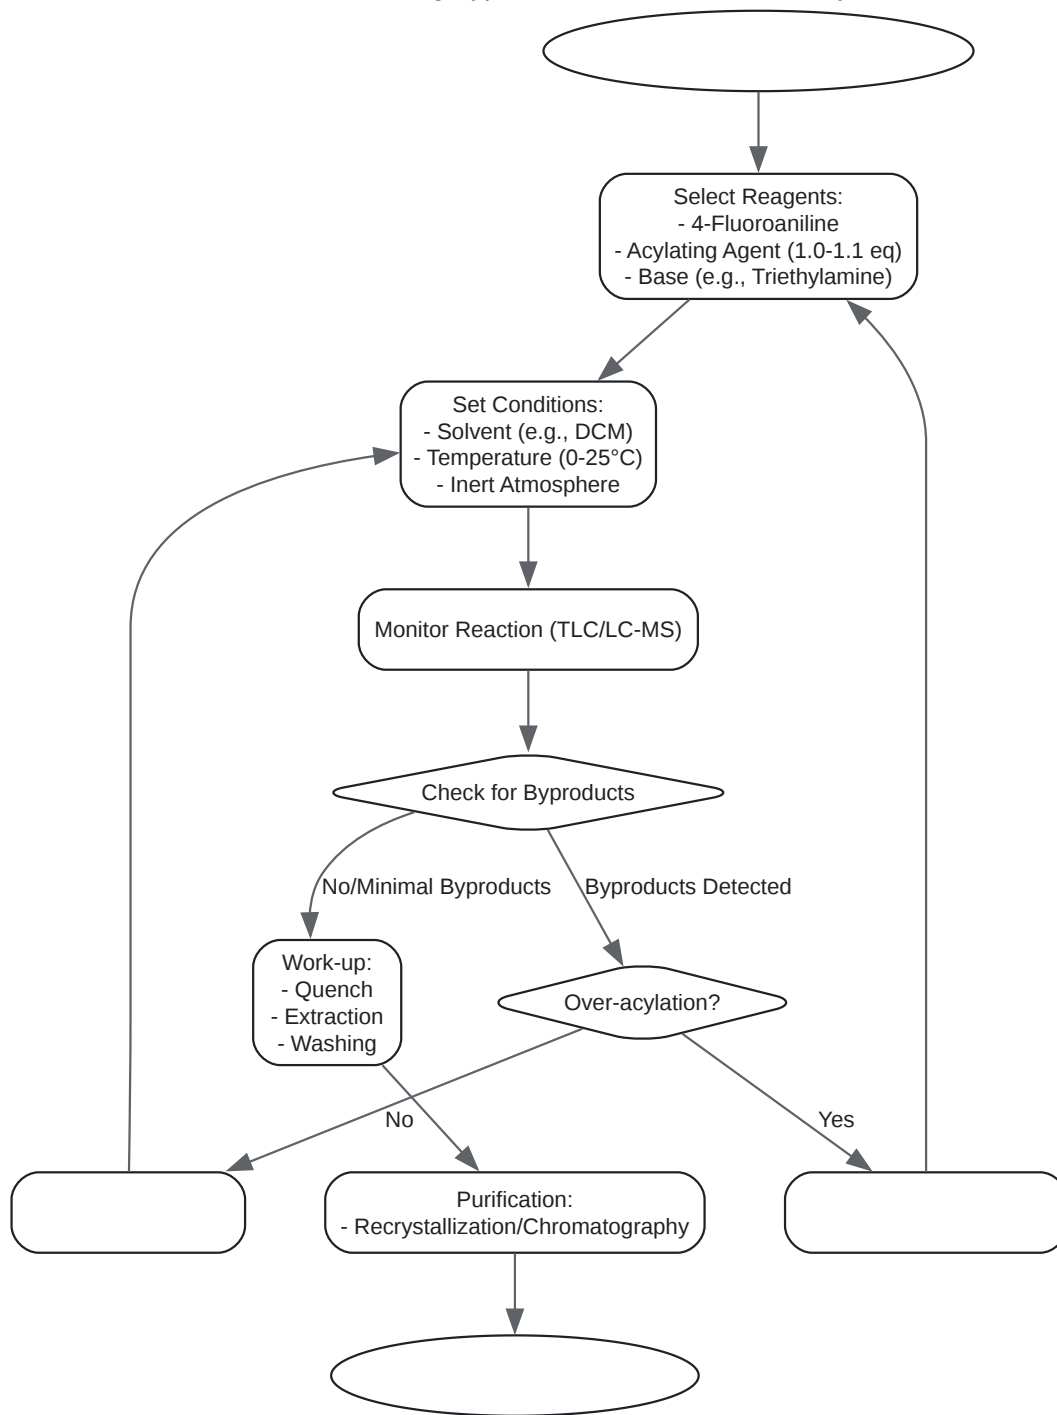 Select Reagents:
- 4-Fluoroaniline
- Acylating Agent (1.0-1.1 eq)
- Base (e.g., Triethylamine)
Set Conditions:
- Solvent (e.g., DCM)
- Temperature (0-25°C)
- Inert Atmosphere
Monitor Reaction (TLC/LC-MS)
Check for Byproducts
No/Minimal Byproducts
Byproducts Detected
Work-up:
- Quench
- Extraction
- Washing
Over-acylation?
No
Yes
Purification:
- Recrystallization/Chromatography